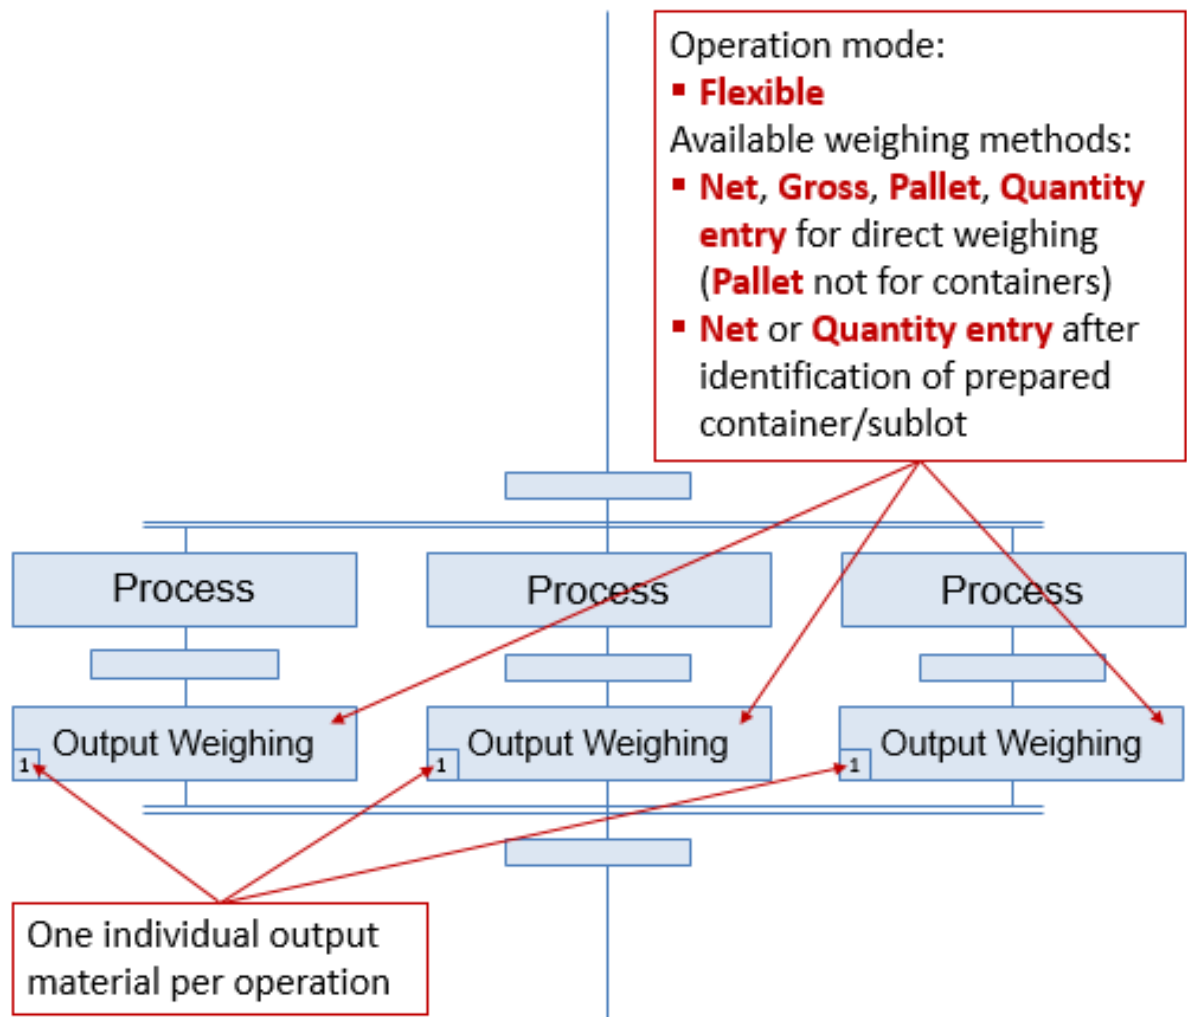 Operation mode:
▪ Flexible
Available weighing methods:
▪ Net, Gross, Pallet, Quantity
entry for direct weighing
(Pallet not for containers)
▪ Net or Quantity entry after
identification of prepared
container/sublot
Process
Process
Process
Output Weighing
1
Output Weighing
1
Output Weighing
1
One individual output
material per operation